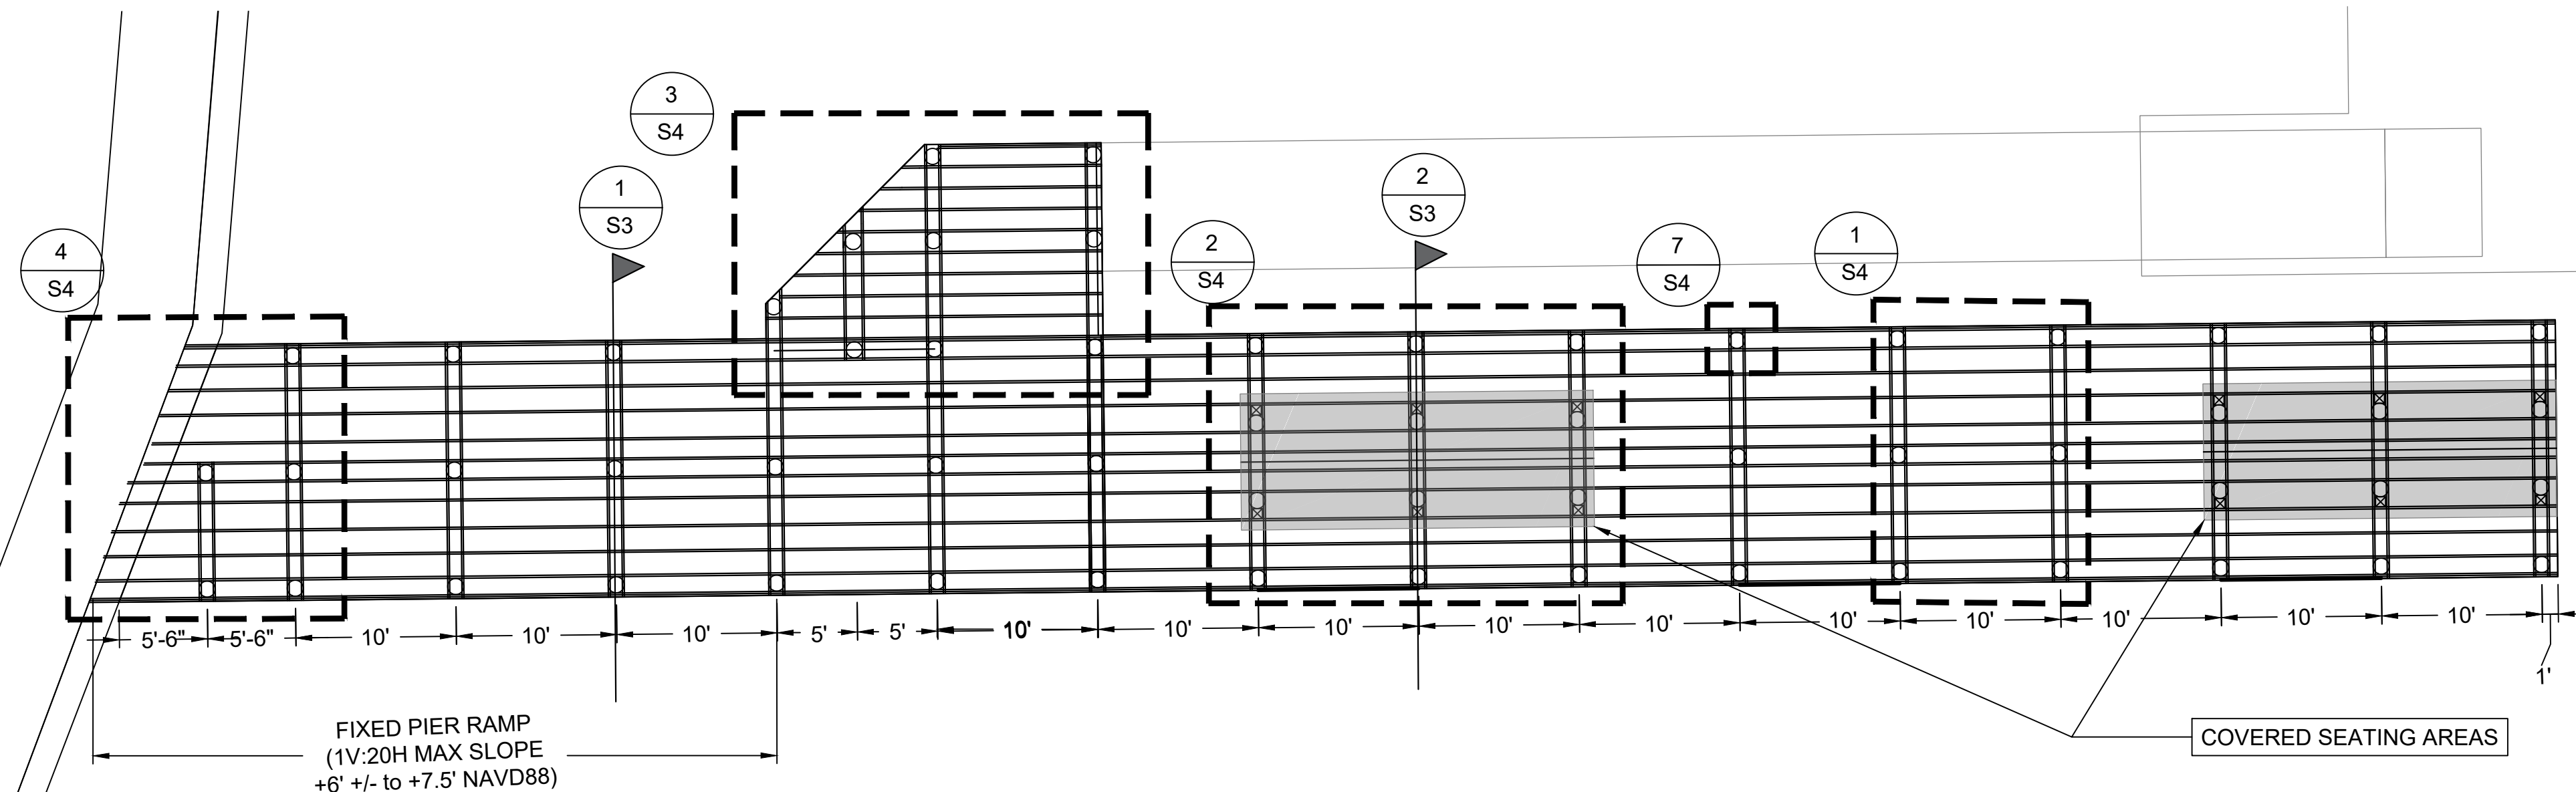 3
S4
1
S3
2
S3
4
S4
2
S4
7
S4
1
S4
5'-6"
5'-6"
10'
10'
10'
5'
5'
10'
10'
10'
10'
10'
10'
10'
10'
10'
10'
1'
FIXED PIER RAMP
(1V:20H MAX SLOPE
+6' +/- to +7.5' NAVD88)
COVERED SEATING AREAS